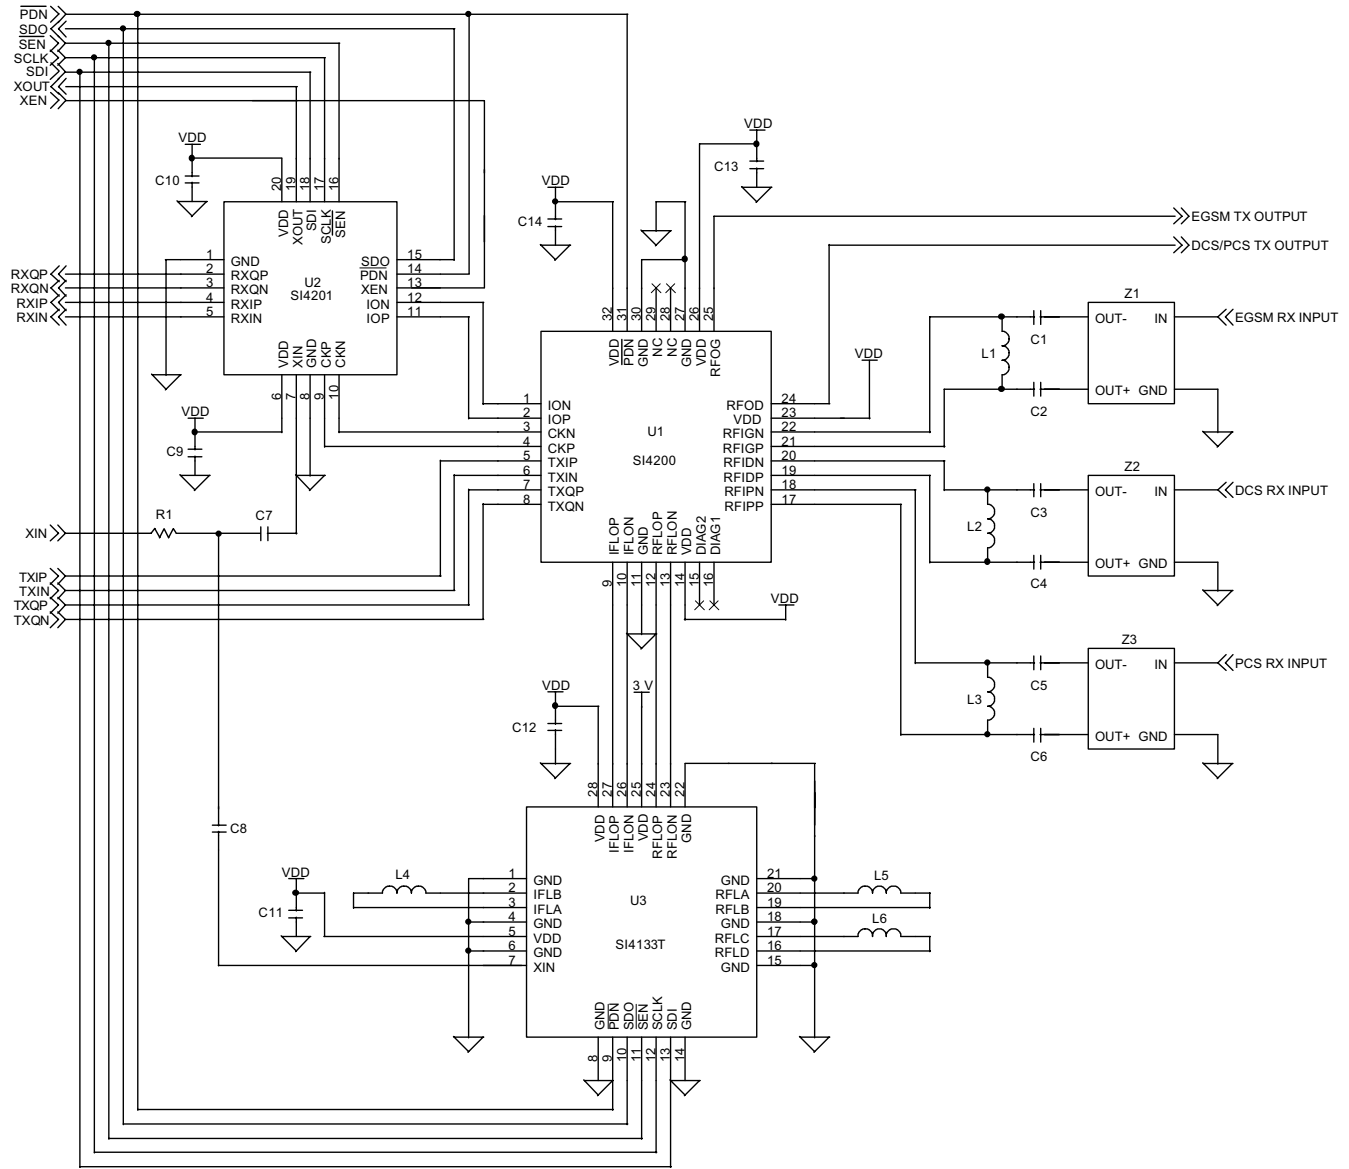 PDN
SDO
SEN
SCLK
SDI
XOUT
XEN
VDD
C10
20 19 18 17 16
VDD XOUT SDI SCLK SEN
1 GND
RXQP 2 RXQP
RXQN 3 RXQN
RXIP 4 RXIP
RXIN 5 RXIN
U2
SI4201
SDO 15
PDN 14
XEN 13
ION 12
IOP 11
VDD XIN GND CKP CKN
6 7 8 9 10
VDD
C9
XIN
R1
C7
TXIP
TXIN
TXQP
TXQN
VDD
C14
VDD
C13
EGSM TX OUTPUT
DCS/PCS TX OUTPUT
32 31 30 29 28 27 26 25
VDD PDN GND NC NC GND VDD RFOG
1 ION
2 IOP
3 CKN
4 CKP
5 TXIP
6 TXIN
7 TXQP
8 TXQN
U1
SI4200
RFOD 24
VDD 23
RFIGN 22
RFIGP 21
RFIDN 20
RFIDP 19
RFIPN 18
RFIPP 17
VDD
IFLOP IFLON GND RFLOP RFLON VDD DIAG2 DIAG1
9 10 11 12 13 14 15 16
VDD
L1
C1
C2
Z1
OUT- IN
OUT+ GND
EGSM RX INPUT
L2
C3
C4
Z2
OUT- IN
OUT+ GND
DCS RX INPUT
L3
C5
C6
Z3
OUT- IN
OUT+ GND
PCS RX INPUT
VDD
C12
3 V
28 27 26 25 24 23 22
VDD IFLOP IFLON VDD RFLOP RFLON GND
C8
VDD
C11
L4
1 GND
2 IFLB
3 IFLA
4 GND
5 VDD
6 GND
7 XIN
U3
SI4133T
GND 21
RFLA 20
RFLB 19
GND 18
RFLC 17
RFLD 16
GND 15
L5
L6
GND PDN SDO SEN SCLK SDI GND
8 9 10 11 12 13 14